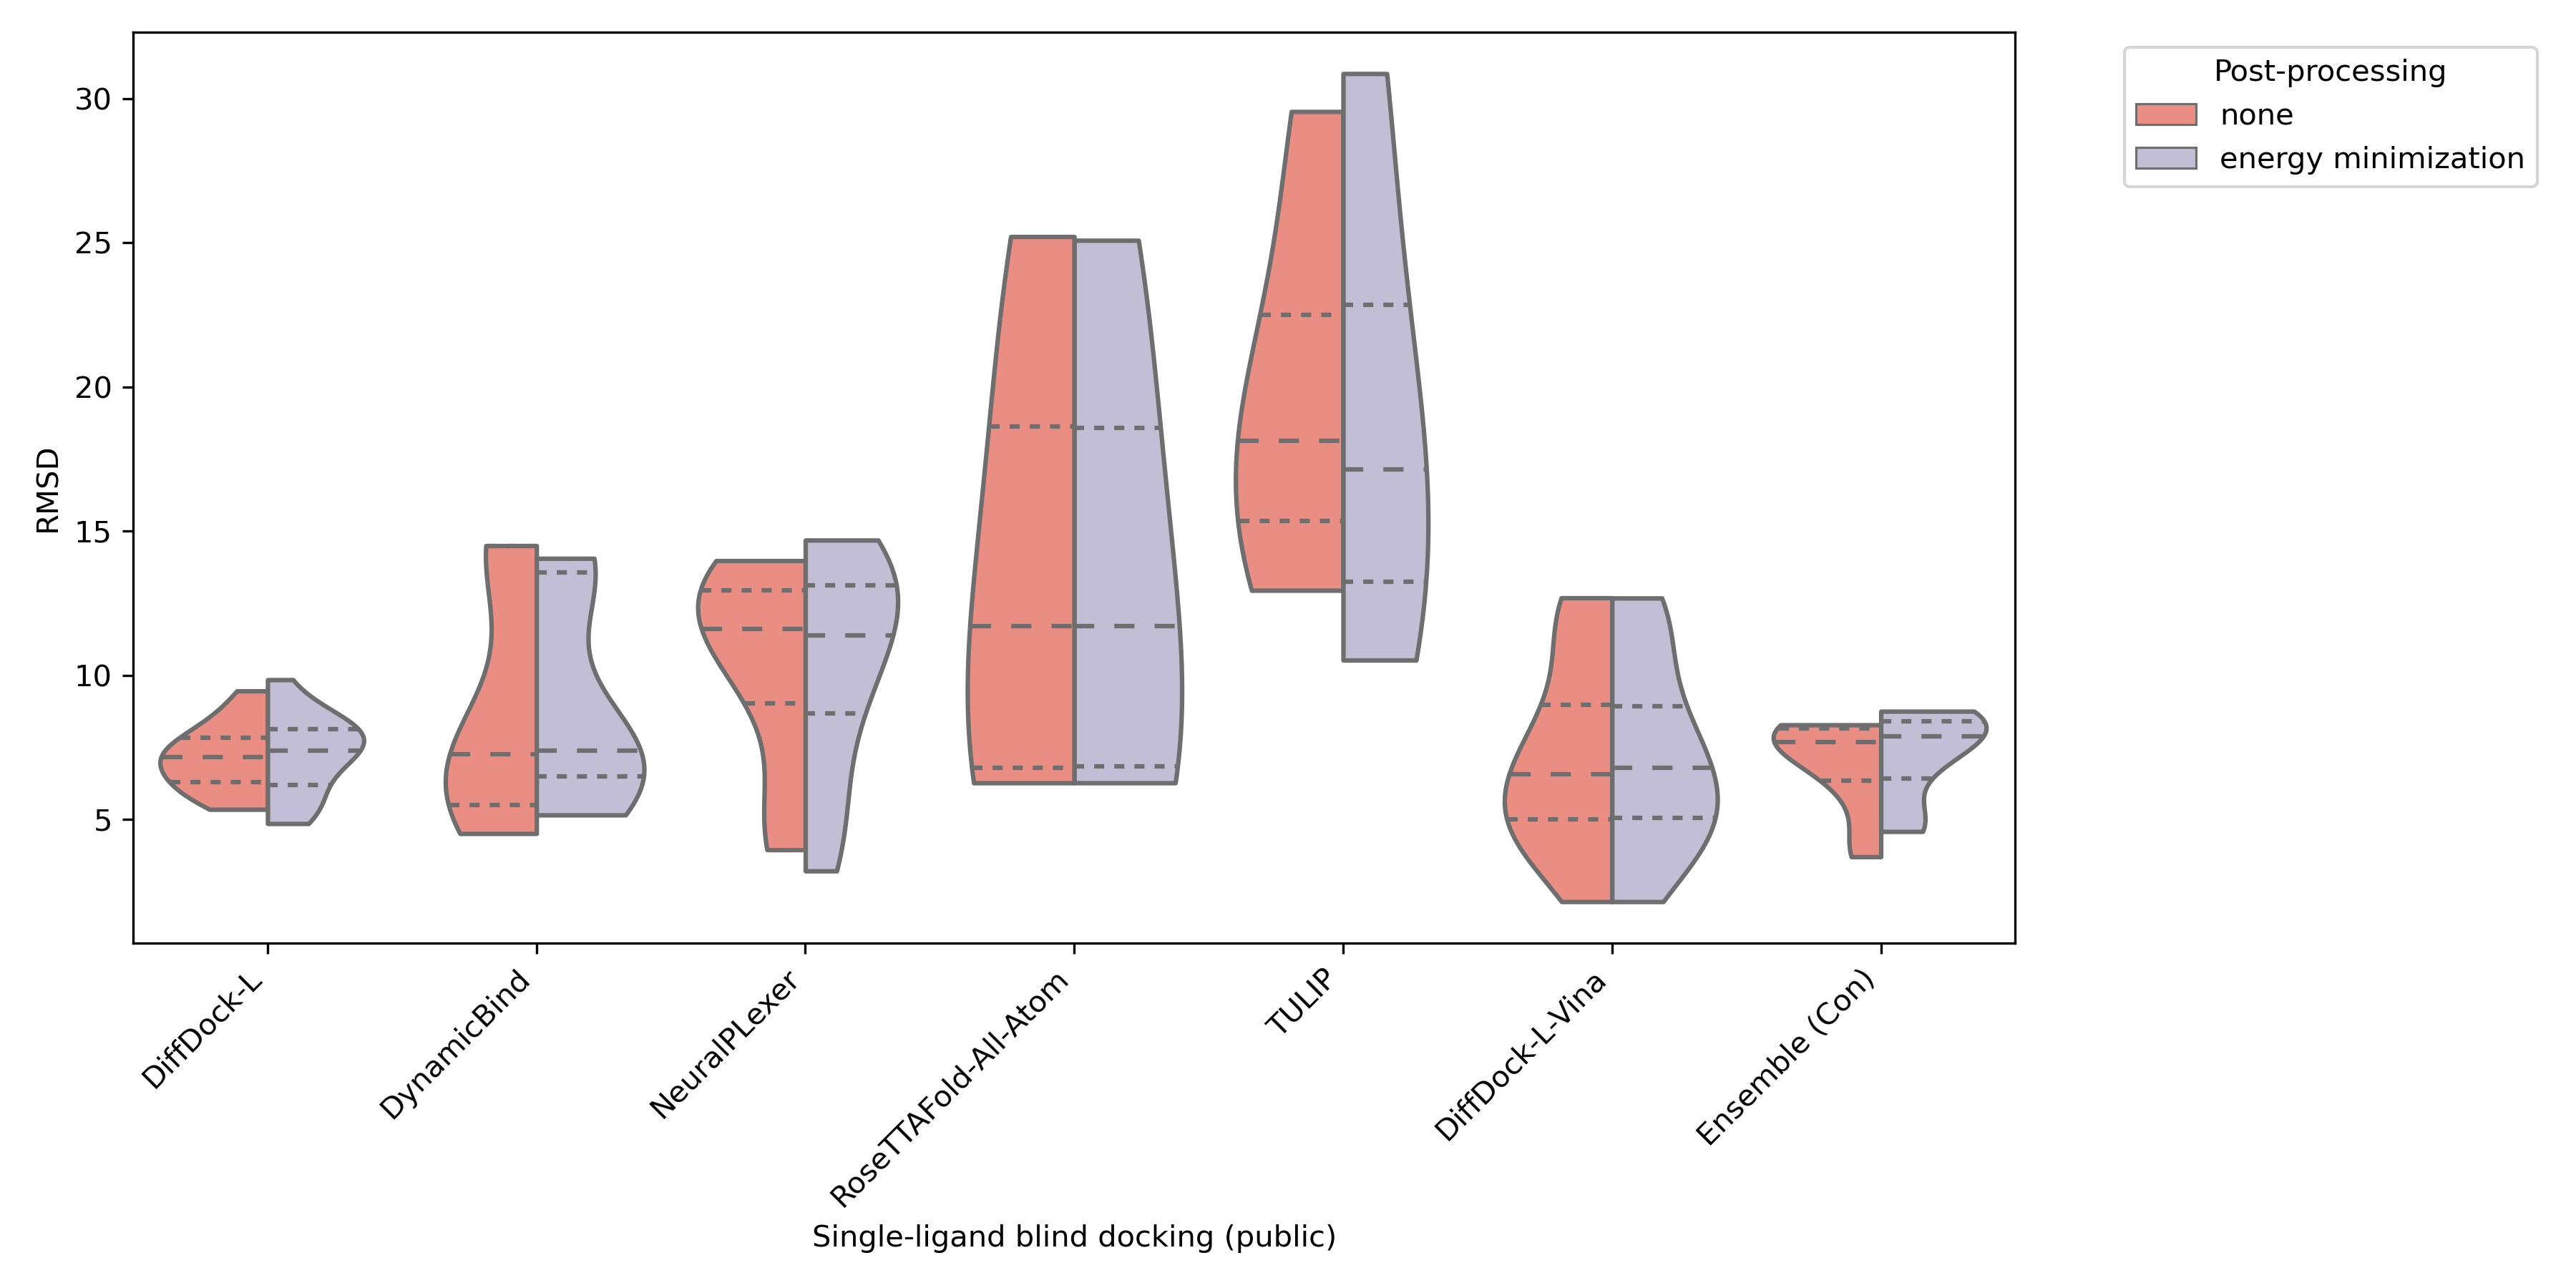 Post-processing
none
energy minimization
RMSD
30
25
20
15
10
5
DiffDock-L
DynamicBind
NeuralPLexer
RoseTTAFold-All-Atom
TULIP
DiffDock-L-Vina
Ensemble (Con)
Single-ligand blind docking (public)